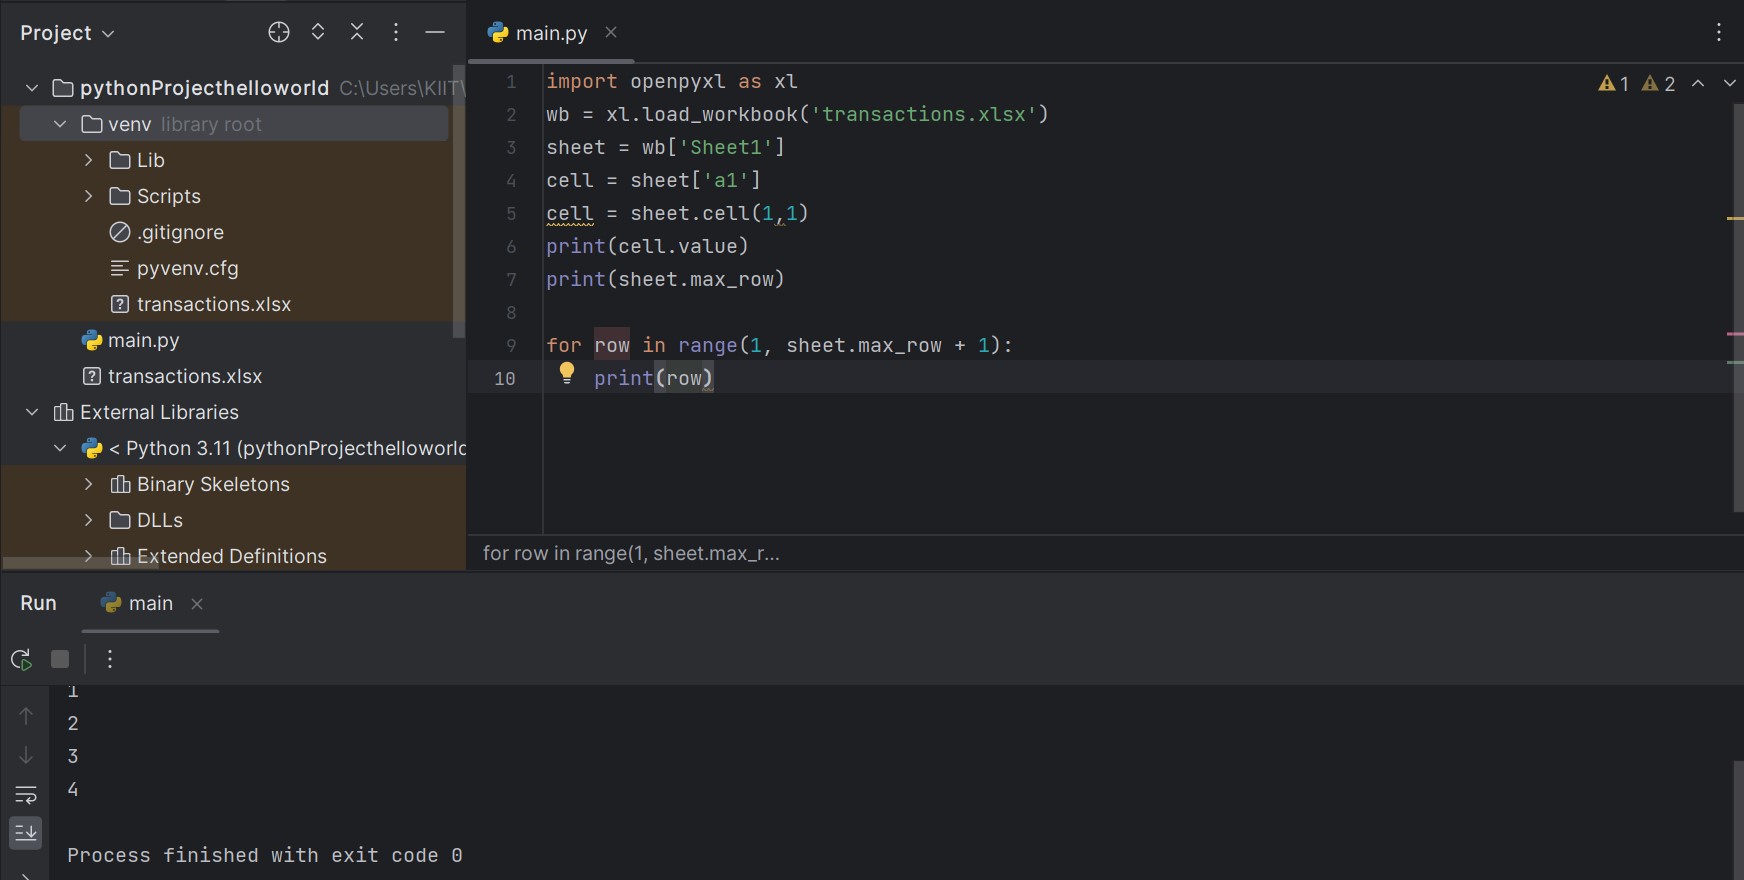 Project
main.py
pythonProjecthelloworld C:\Users\KIIT\
venv library root
Lib
Scripts
.gitignore
pyvenv.cfg
transactions.xlsx
main.py
transactions.xlsx
External Libraries
< Python 3.11 (pythonProjecthelloworld
Binary Skeletons
DLLs
Extended Definitions
1 import openpyxl as xl
2 wb = xl.load_workbook('transactions.xlsx')
3 sheet = wb['Sheet1']
4 cell = sheet['a1']
5 cell = sheet.cell(1,1)
6 print(cell.value)
7 print(sheet.max_row)
8
9 for row in range(1, sheet.max_row + 1):
10 print(row)
1 2
for row in range(1, sheet.max_r...
Run main
1
2
3
4
Process finished with exit code 0